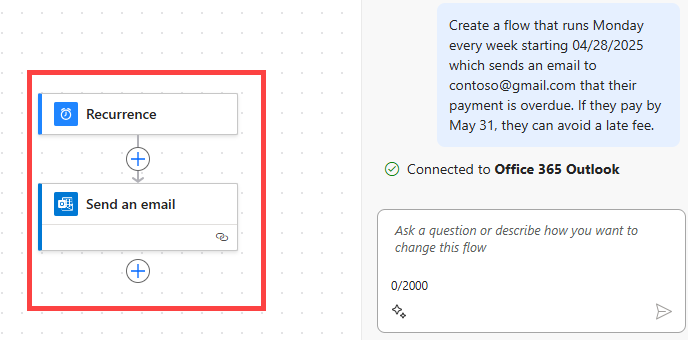 Recurrence
Send an email
Create a flow that runs Monday
every week starting 04/28/2025
which sends an email to
contoso@gmail.com that their
payment is overdue. If they pay by
May 31, they can avoid a late fee.
Connected to Office 365 Outlook
Ask a question or describe how you want to
change this flow
0/2000